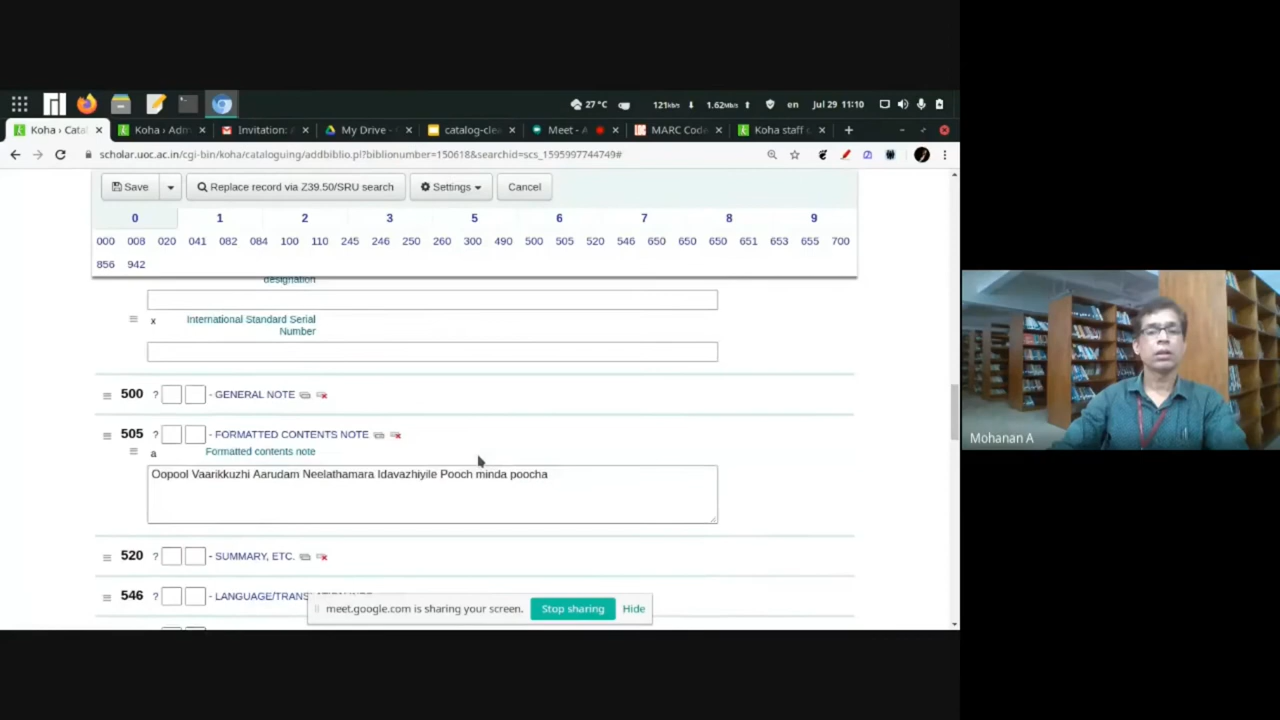 27 °C 121kb/s 1.62Mb/s en Jul 29 11:10
Koha › Cata Koha › Adm Invitation: A My Drive - G catalog-clea Meet - A MARC Code Koha staff c
scholar.uoc.ac.in/cgi-bin/koha/cataloguing/addbiblio.pl?biblionumber=150618&searchid=scs_1595997744749#
Save Replace record via Z39.50/SRU search Settings Cancel
0 1 2 3 5 6 7 8 9
000 008 020 041 082 084 100 110 245 246 250 260 300 490 500 505 520 546 650 650 650 651 653 655 700
856 942
designation
x International Standard Serial
Number
500 ? - GENERAL NOTE
505 ? - FORMATTED CONTENTS NOTE
a Formatted contents note
Oopool Vaarikkuzhi Aarudam Neelathamara Idavazhiyile Pooch minda poocha
520 ? - SUMMARY, ETC.
546 ? - LANGUAGE/TRANS
meet.google.com is sharing your screen. Stop sharing Hide
Mohanan A